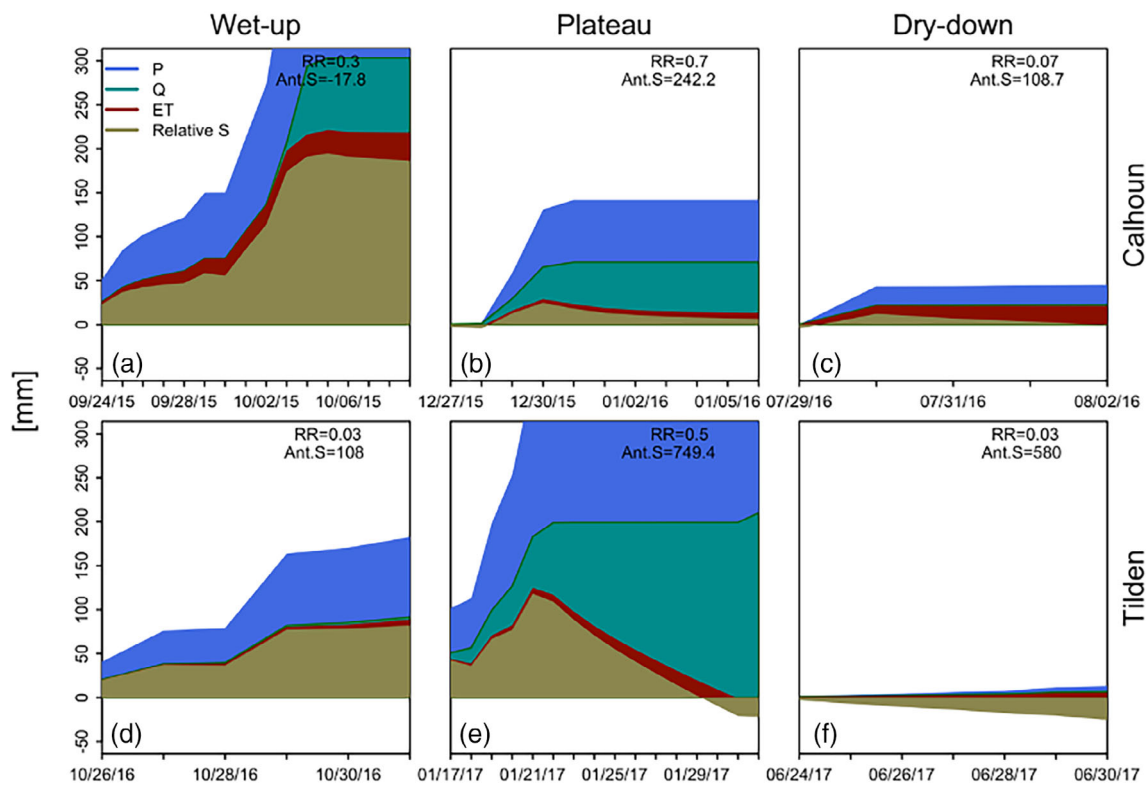 Wet-up
Plateau
Dry-down
300
250
200
150
100
50
0
-50
P
Q
ET
Relative S
RR=0.3
Ant.S=-17.8
(a)
09/24/15
09/28/15
10/02/15
10/06/15
RR=0.7
Ant.S=242.2
(b)
12/27/15
12/30/15
01/02/16
01/05/16
RR=0.07
Ant.S=108.7
(c)
07/29/16
07/31/16
08/02/16
Calhoun
[mm]
300
250
200
150
100
50
0
-50
RR=0.03
Ant.S=108
(d)
10/26/16
10/28/16
10/30/16
RR=0.5
Ant.S=749.4
(e)
01/17/17
01/21/17
01/25/17
01/29/17
RR=0.03
Ant.S=580
(f)
06/24/17
06/26/17
06/28/17
06/30/17
Tilden